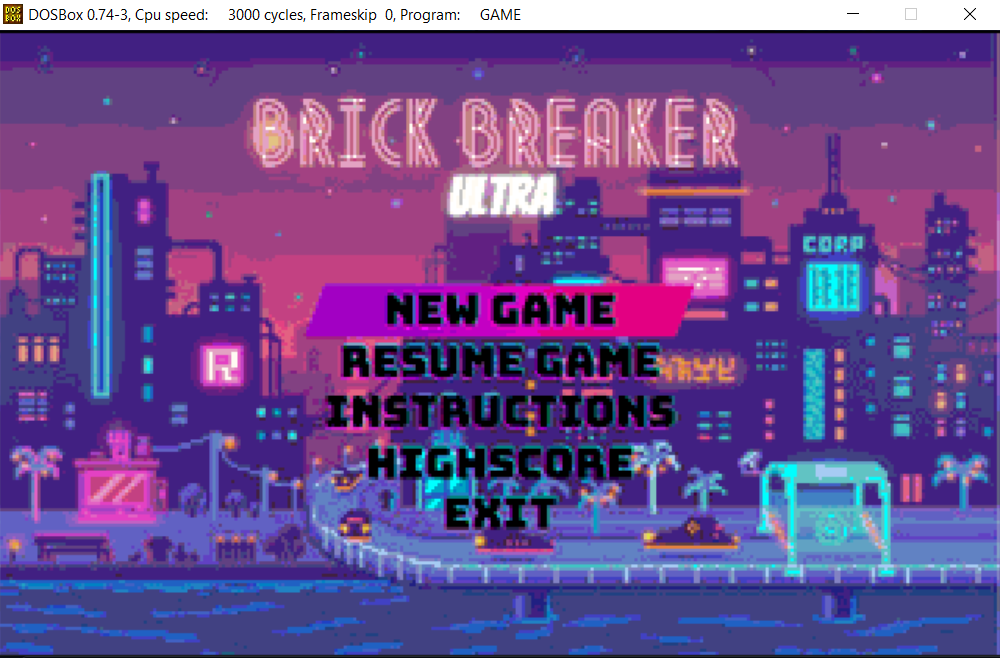 DOSBox 0.74-3, Cpu speed: 3000 cycles, Frameskip 0, Program: GAME
BRICK BREAKER
ULTRA
CORP
NEW GAME
R
RESUME GAME
INSTRUCTIONS
HIGHSCORE
EXIT